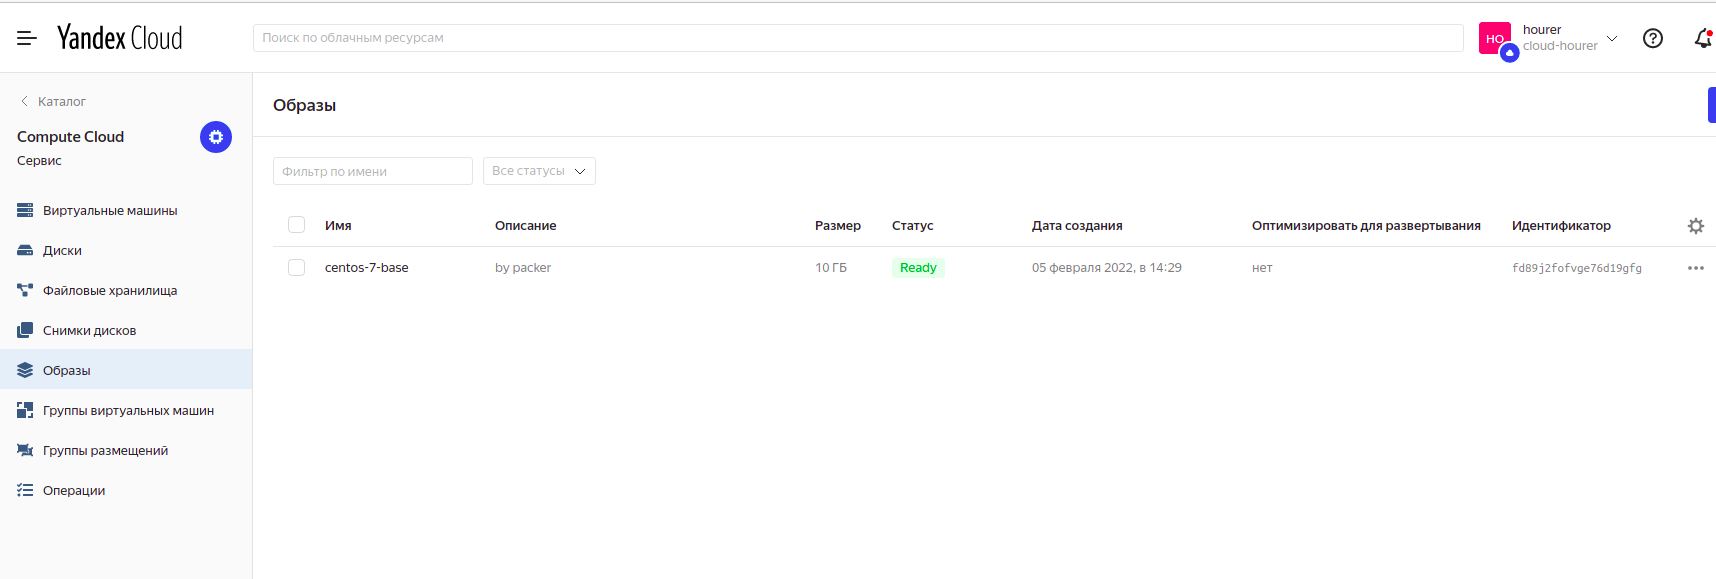 Yandex Cloud
Поиск по облачным ресурсам
HO
hourer
cloud-hourer
Каталог
Compute Cloud
Сервис
Виртуальные машины
Диски
Файловые хранилища
Снимки дисков
Образы
Группы виртуальных машин
Группы размещений
Операции
Образы
Фильтр по имени
Все статусы
Имя Описание Размер Статус Дата создания Оптимизировать для развертывания Идентификатор
centos-7-base by packer 10 ГБ Ready 05 февраля 2022, в 14:29 нет fd89j2fofvge76d19gfg